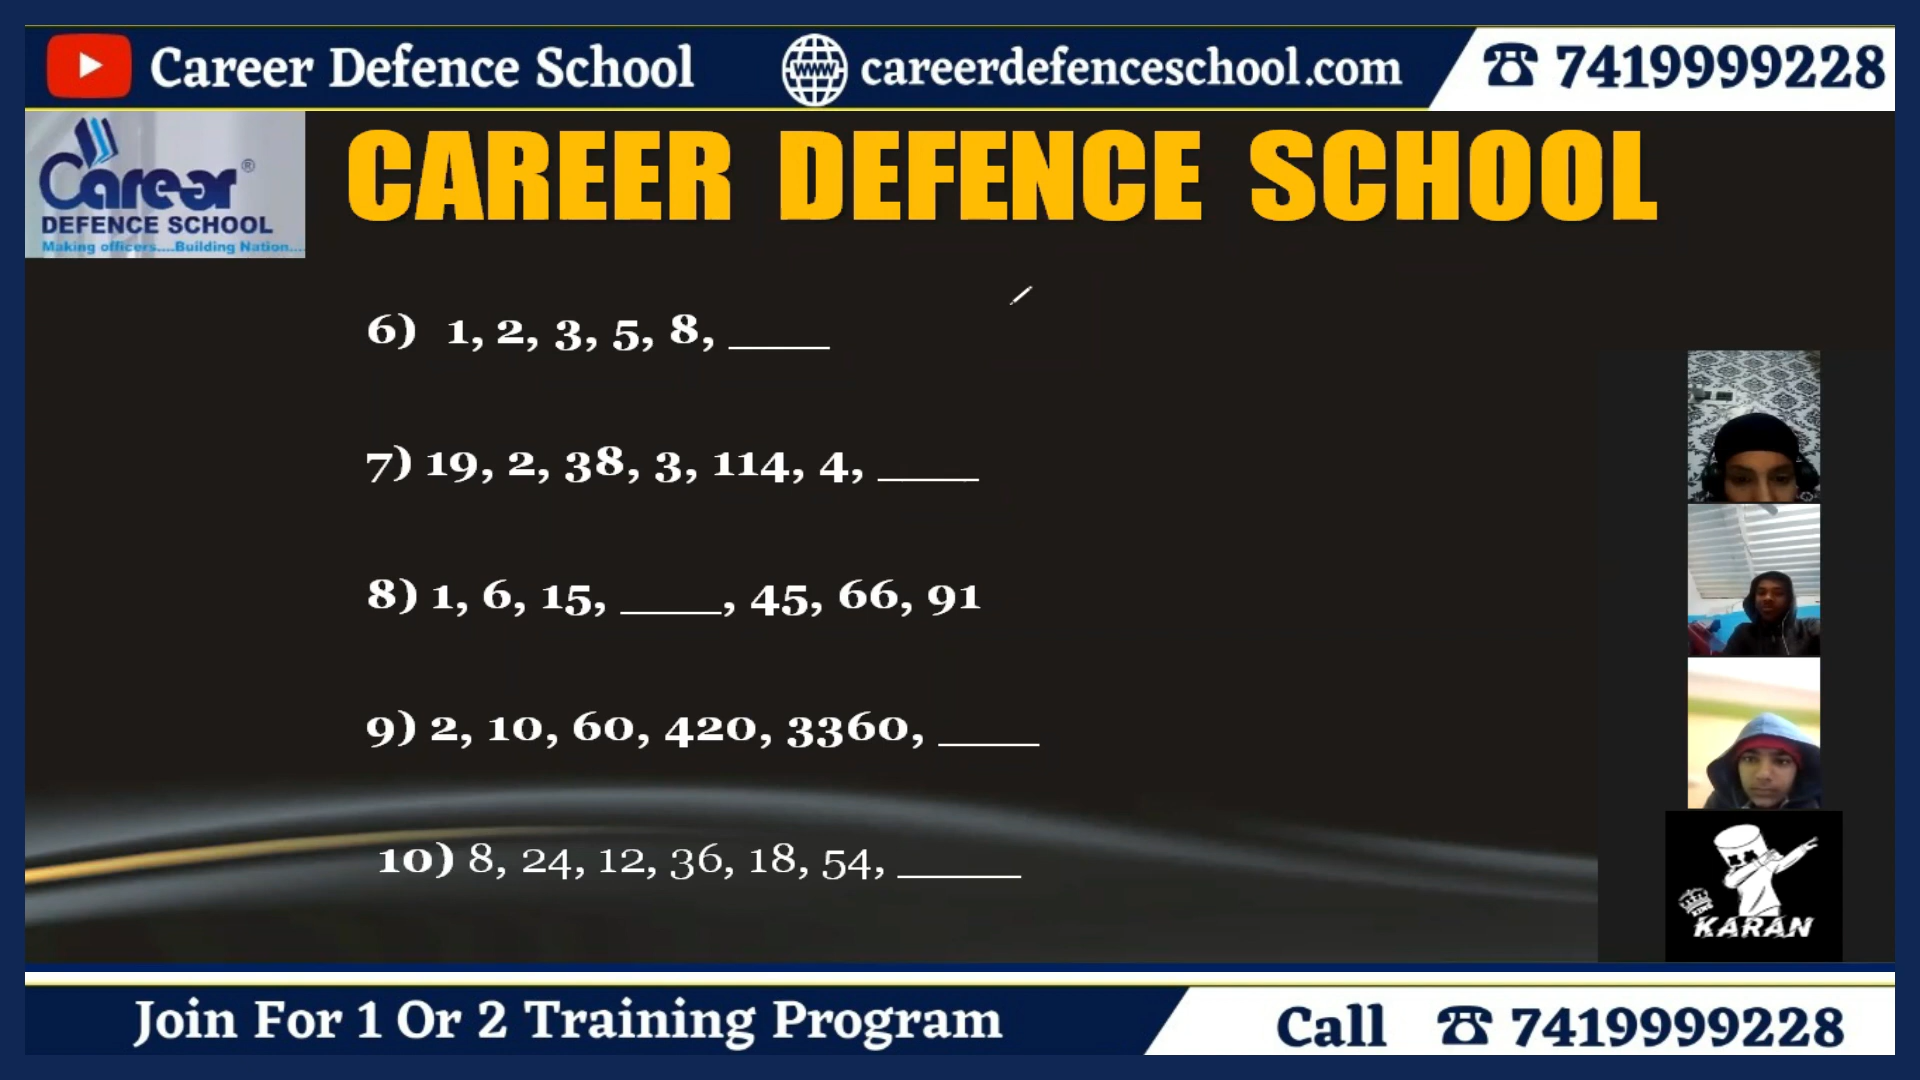 Career Defence School
www
careerdefenceschool.com
☎ 7419999228
Career®
DEFENCE SCHOOL
Making officers....Building Nation....
CAREER DEFENCE SCHOOL
6) 1, 2, 3, 5, 8, ____
7) 19, 2, 38, 3, 114, 4, ____
8) 1, 6, 15, ____, 45, 66, 91
9) 2, 10, 60, 420, 3360, ____
10) 8, 24, 12, 36, 18, 54, _____
KING
KARAN
Join For 1 Or 2 Training Program
Call ☎ 7419999228